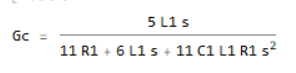 Gc = 5 L1 s / (11 R1 + 6 L1 s + 11 C1 L1 R1 s²)